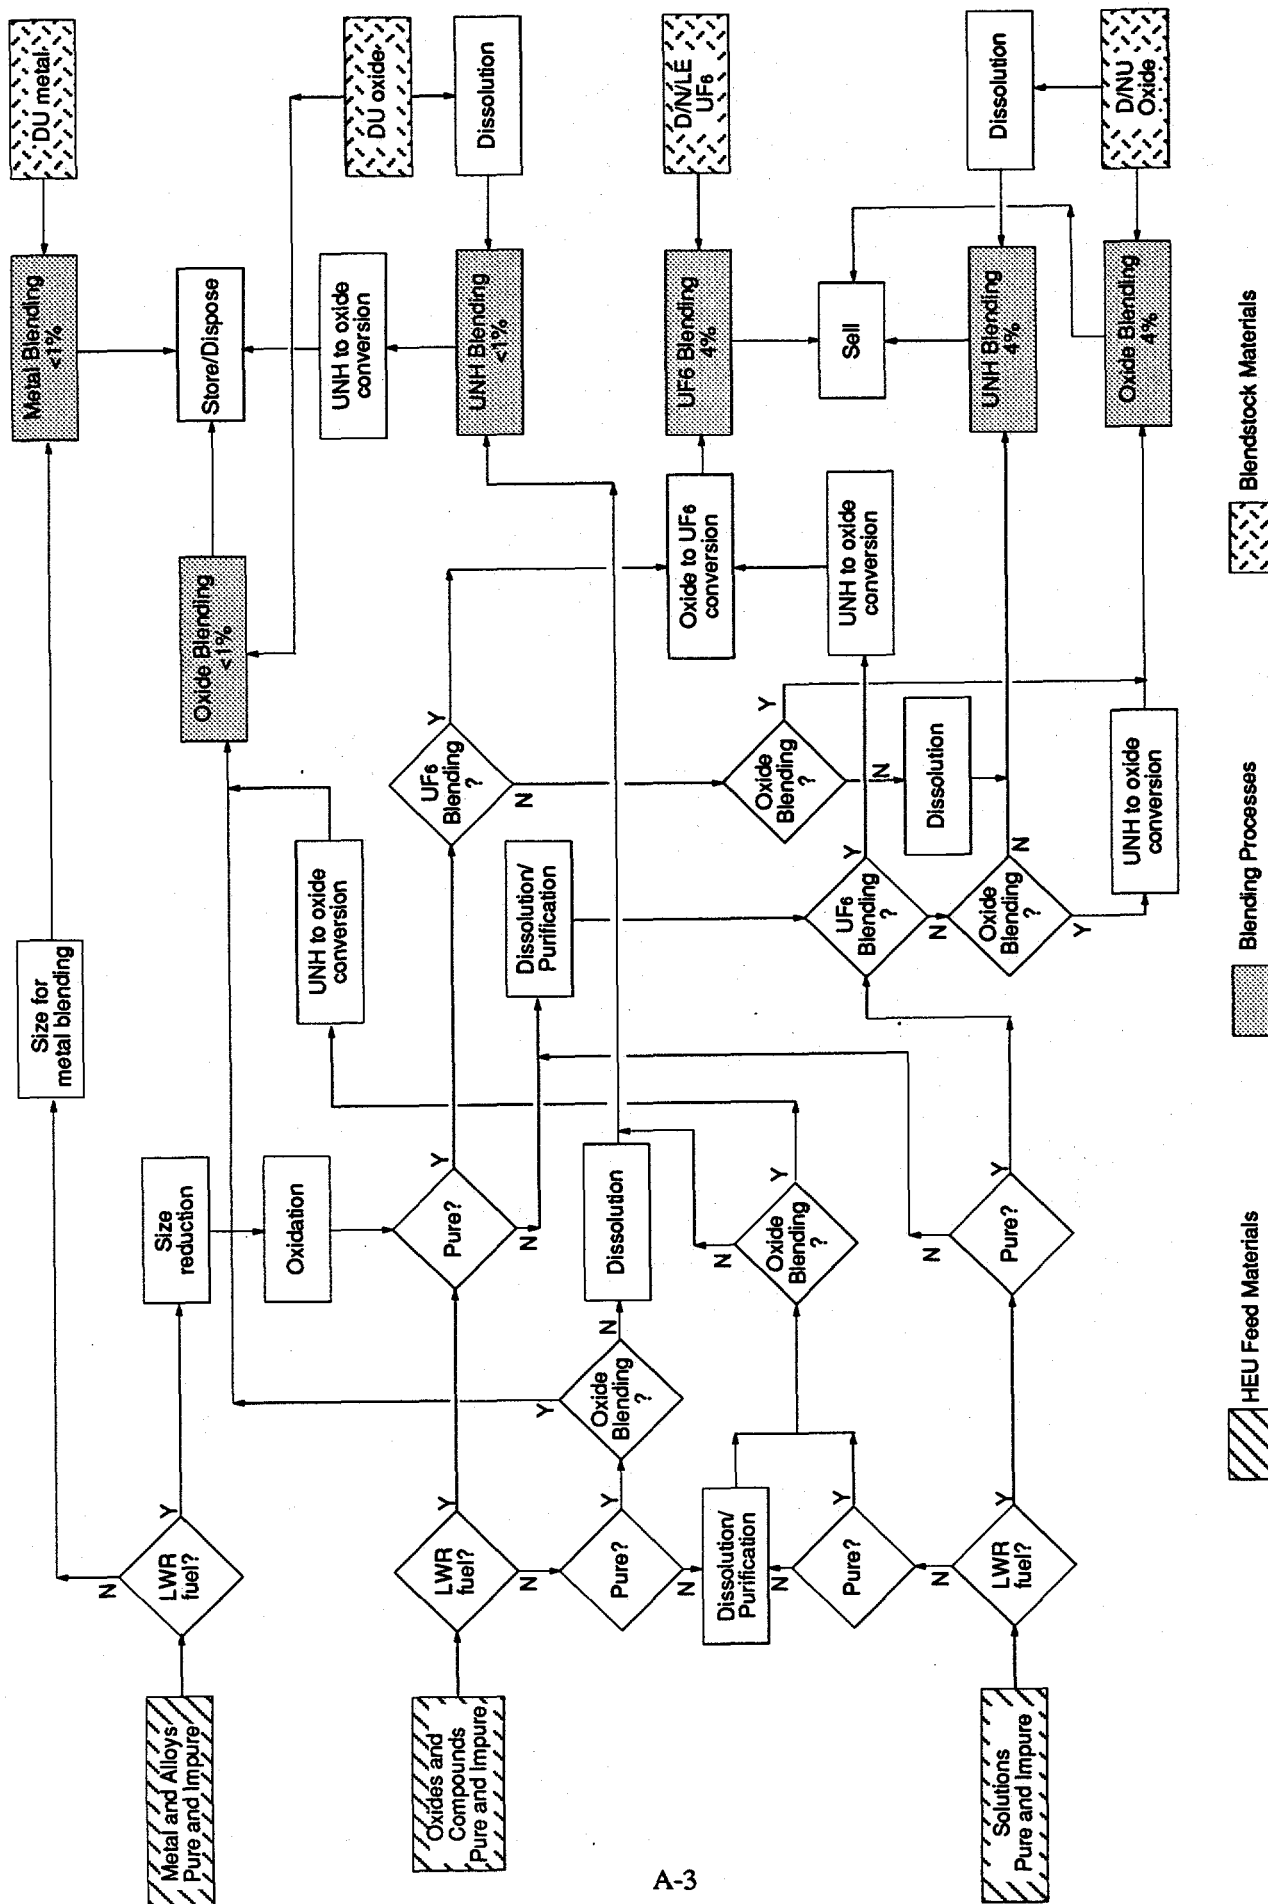 Metal and Alloys
Pure and Impure
LWR
fuel?
N
Y
Size for
metal blending
Metal Blending
<1%
DU metal
Size
reduction
Oxidation
UNH to oxide
conversion
Oxide Blending
<1%
Store/Dispose
UNH to oxide
conversion
DU oxide
Oxides and
Compounds
Pure and Impure
LWR
fuel?
Y
N
Pure?
Y
N
UF6
Blending
?
Y
N
UNH Blending
<1%
Dissolution
Dissolution/
Purification
Pure?
Y
N
Oxide
Blending
?
Y
N
Dissolution
Oxide to UF6
conversion
UF6 Blending
4%
D/N/LE
UF6
Dissolution/
Purification
Oxide
Blending
?
N
Y
Oxide
Blending
?
Y
N
Pure?
N
Y
UF6
Blending
?
Y
N
UNH to oxide
conversion
Sell
Dissolution
Solutions
Pure and Impure
LWR
fuel?
N
Y
Pure?
N
Y
Oxide
Blending
?
N
Y
UNH Blending
4%
Dissolution
UNH to oxide
conversion
Oxide Blending
4%
D/NU
Oxide
HEU Feed Materials
Blending Processes
Blendstock Materials
A-3